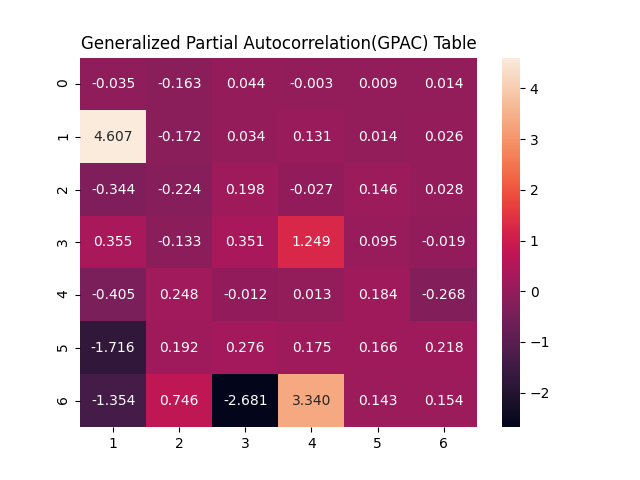 Generalized Partial Autocorrelation(GPAC) Table
0 -0.035 -0.163 0.044 -0.003 0.009 0.014
1 4.607 -0.172 0.034 0.131 0.014 0.026
2 -0.344 -0.224 0.198 -0.027 0.146 0.028
3 0.355 -0.133 0.351 1.249 0.095 -0.019
4 -0.405 0.248 -0.012 0.013 0.184 -0.268
5 -1.716 0.192 0.276 0.175 0.166 0.218
6 -1.354 0.746 -2.681 3.340 0.143 0.154
1 2 3 4 5 6
4
3
2
1
0
−1
−2